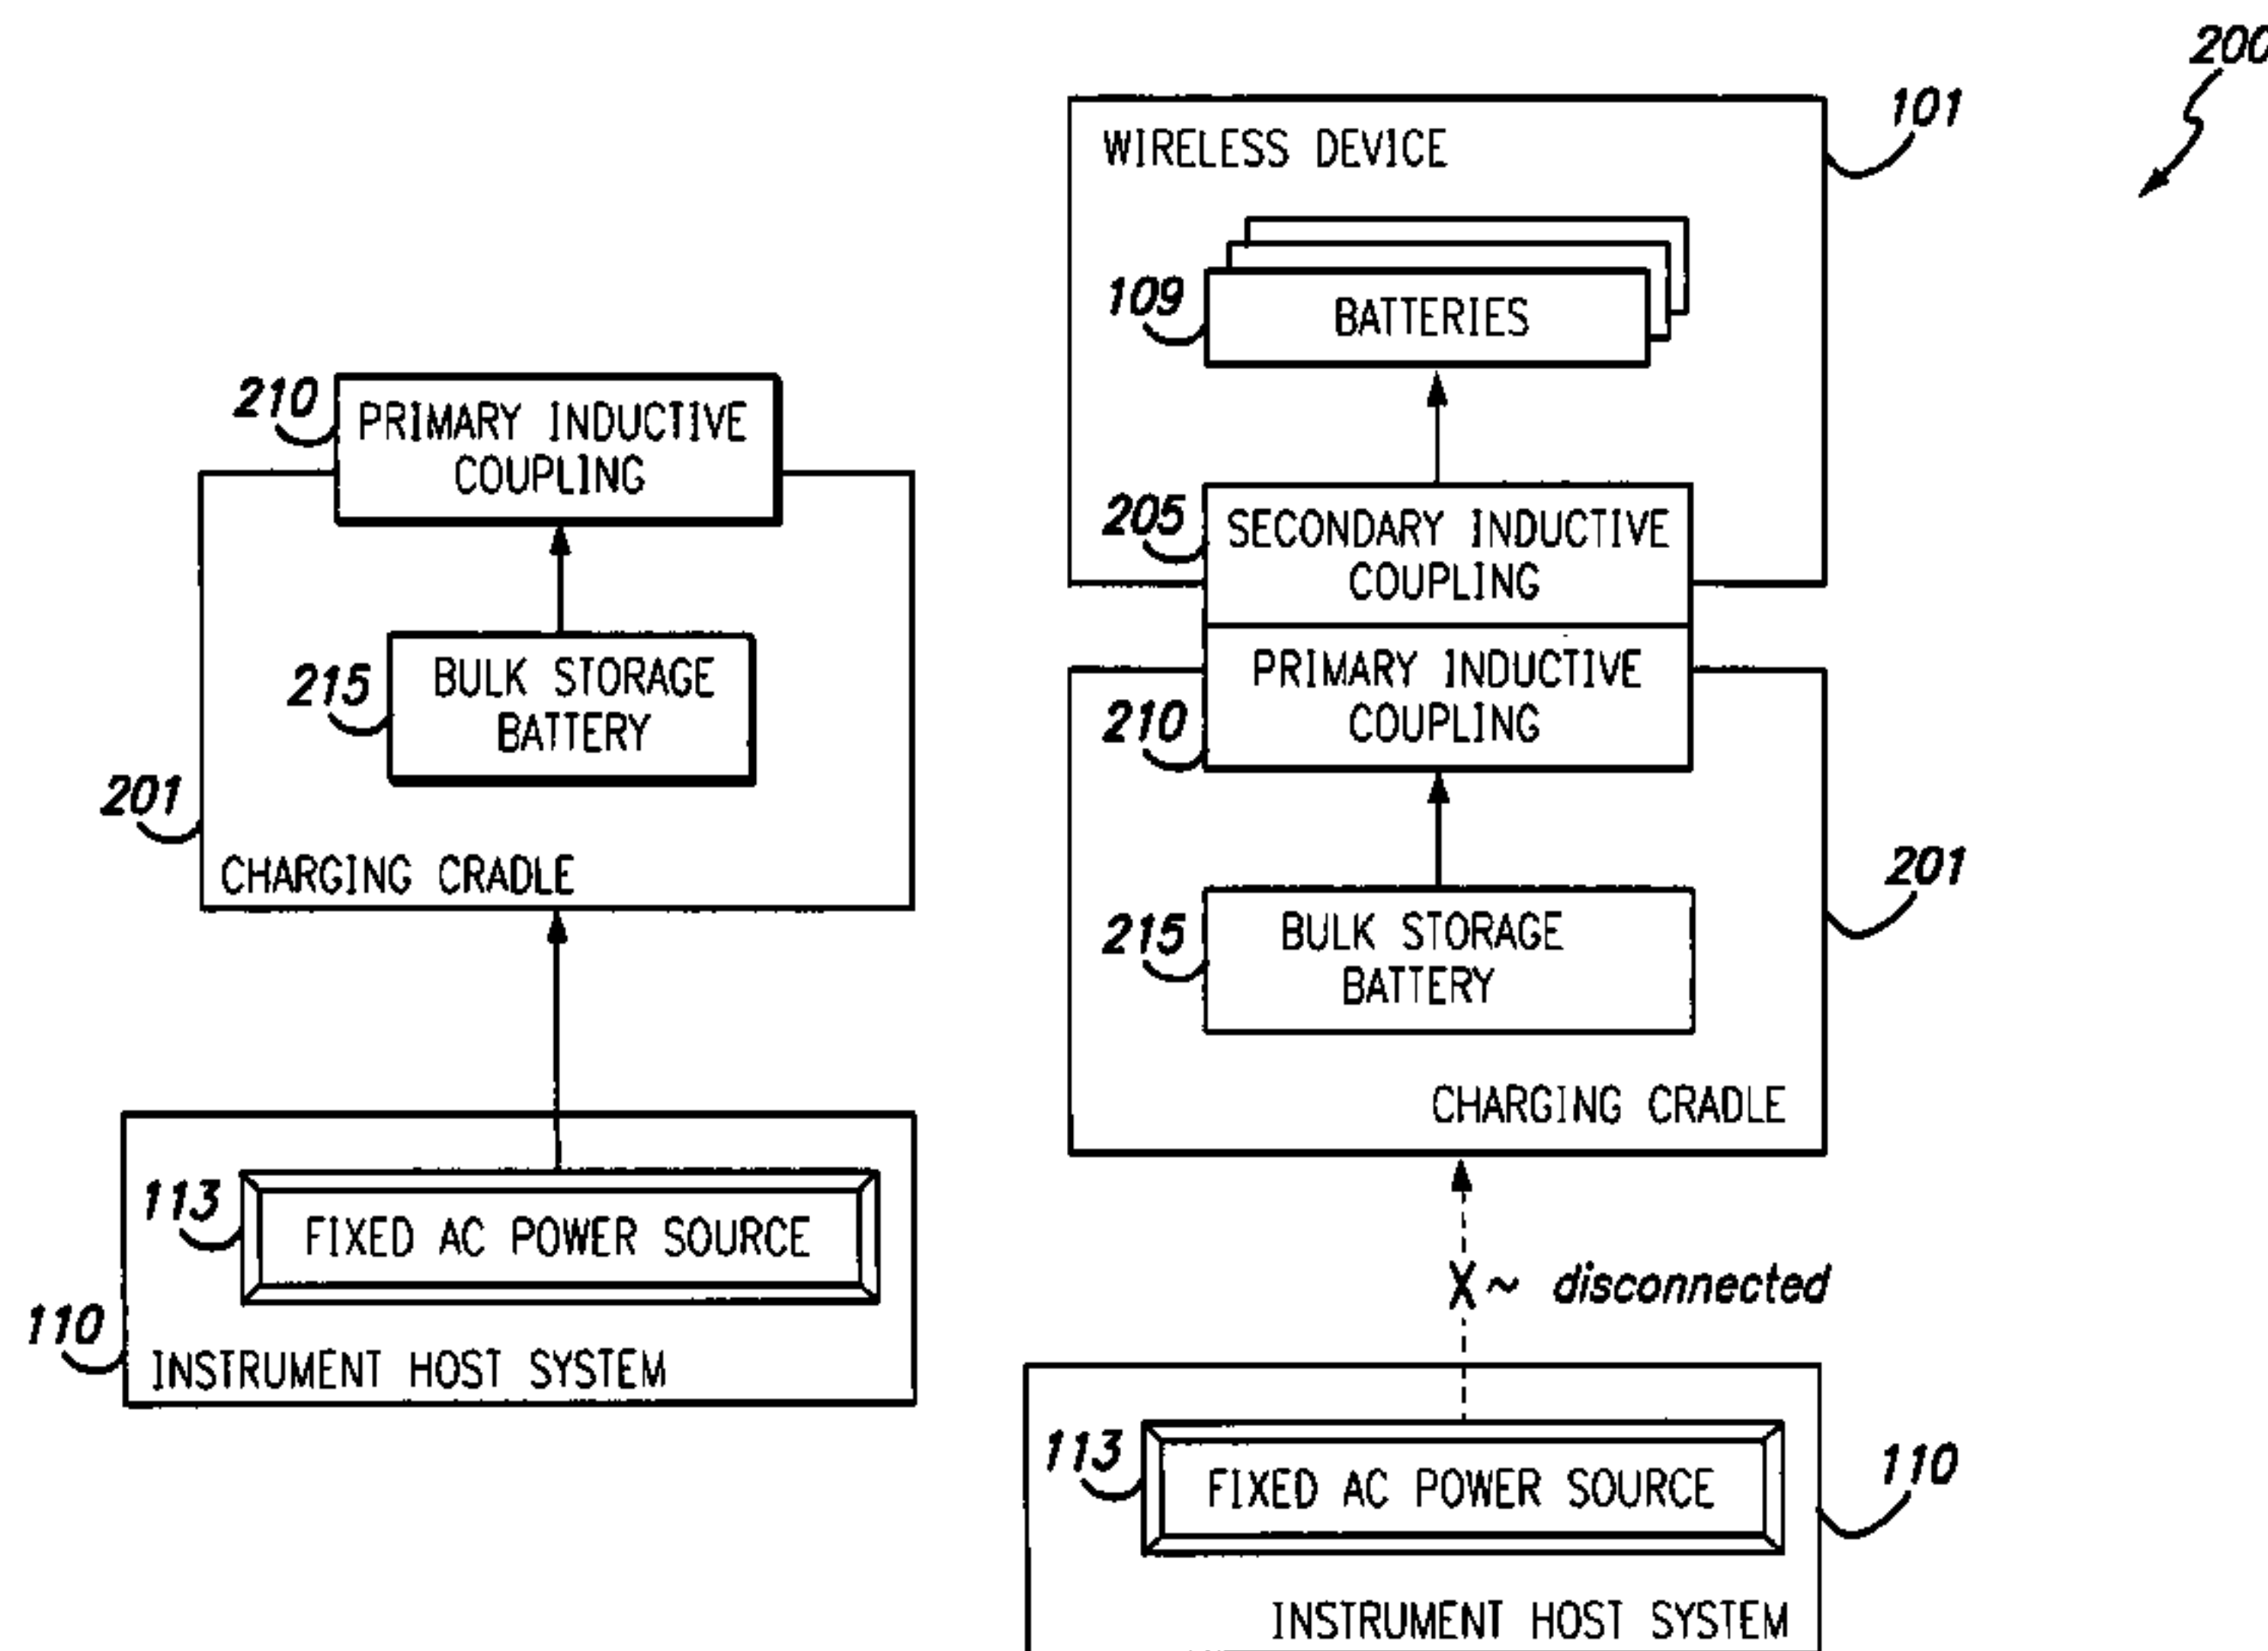 200
210
PRIMARY INDUCTIVE
COUPLING
215
BULK STORAGE
BATTERY
201
CHARGING CRADLE
113
FIXED AC POWER SOURCE
110
INSTRUMENT HOST SYSTEM
101
WIRELESS DEVICE
109
BATTERIES
205
SECONDARY INDUCTIVE
COUPLING
PRIMARY INDUCTIVE
COUPLING
210
215
BULK STORAGE
BATTERY
201
CHARGING CRADLE
X ~ disconnected
113
FIXED AC POWER SOURCE
110
INSTRUMENT HOST SYSTEM